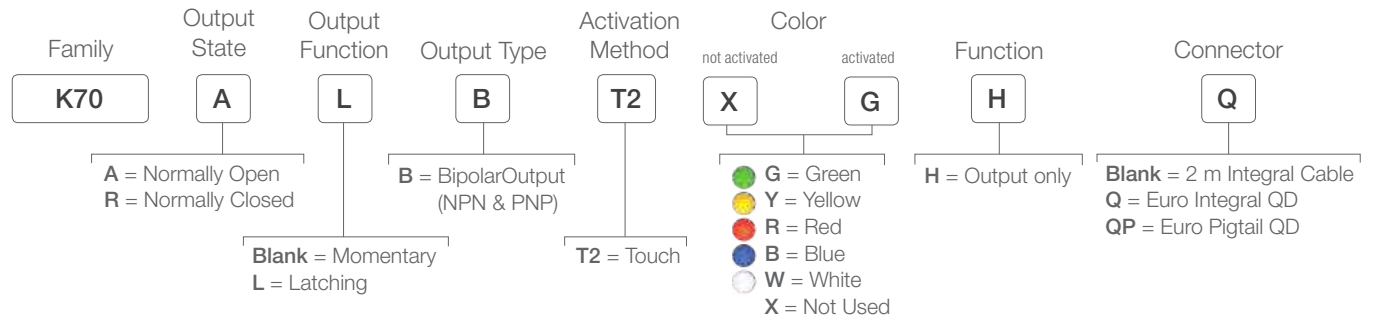 Family
Output State
Output Function
Output Type
Activation Method
Color
not activated
activated
Function
Connector
K70
A
L
B
T2
X
G
H
Q
A = Normally Open
R = Normally Closed
Blank = Momentary
L = Latching
B = BipolarOutput
(NPN & PNP)
T2 = Touch
G = Green
Y = Yellow
R = Red
B = Blue
W = White
X = Not Used
H = Output only
Blank = 2 m Integral Cable
Q = Euro Integral QD
QP = Euro Pigtail QD